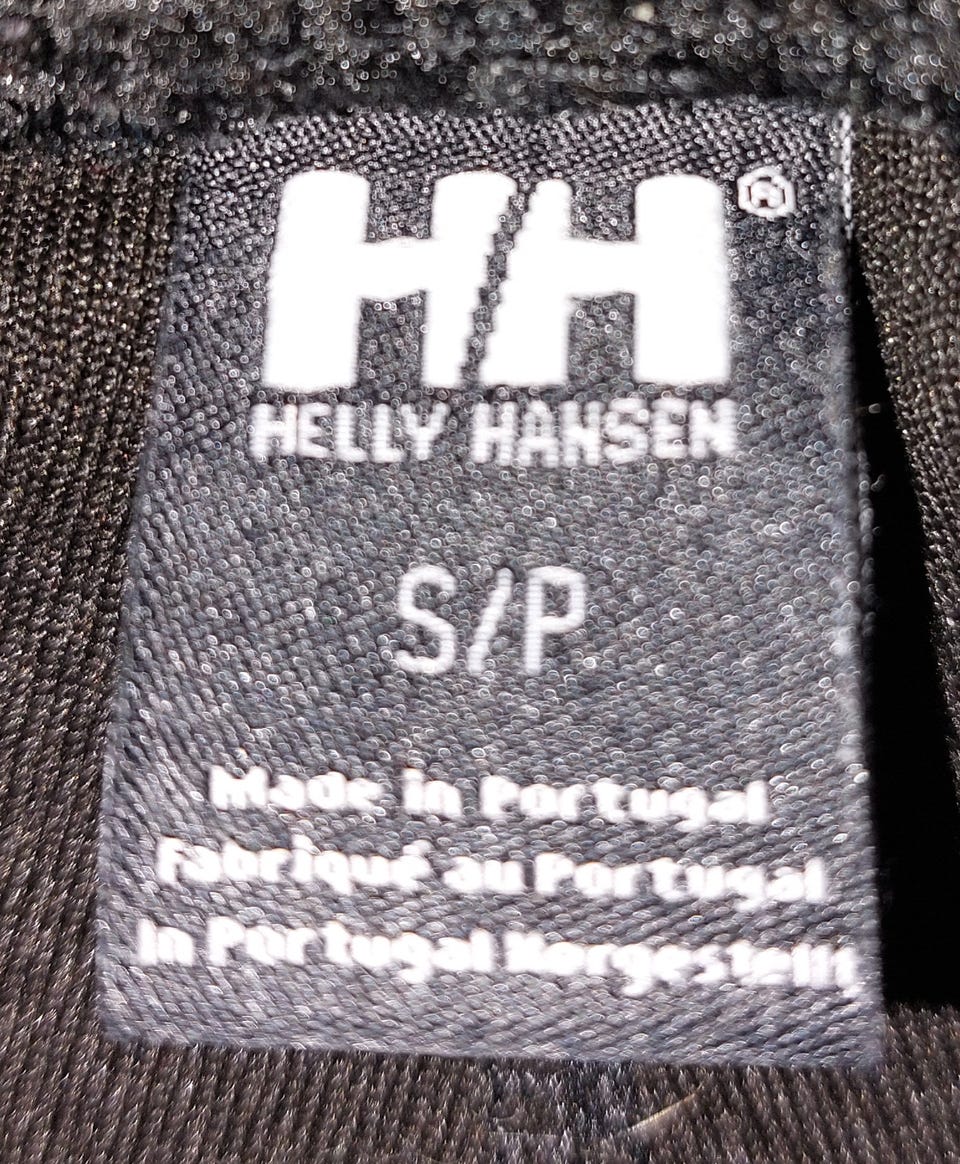 HH®
HELLY HANSEN
S/P
Made in Portugal
Fabriqué au Portugal
In Portugal Hergestellt